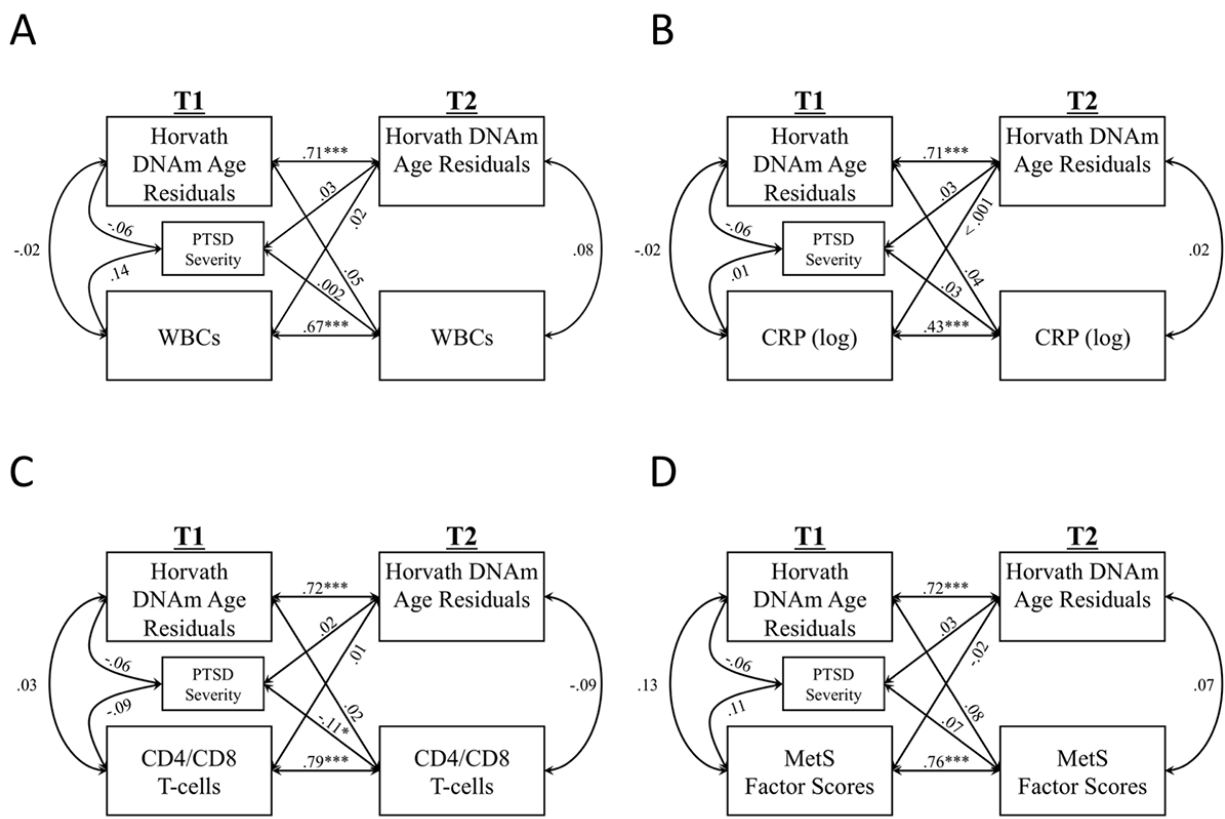 A
T1
T2
Horvath
DNAm Age
Residuals
Horvath DNAm
Age Residuals
.71***
.03
.02
-.06
-.02
PTSD
Severity
.08
.14
.05
.002
WBCs
.67***
WBCs
B
T1
T2
Horvath
DNAm Age
Residuals
Horvath DNAm
Age Residuals
.71***
.03
<.001
-.06
-.02
PTSD
Severity
.02
.01
.04
.03
CRP (log)
.43***
CRP (log)
C
T1
T2
Horvath
DNAm Age
Residuals
Horvath DNAm
Age Residuals
.72***
.02
.01
-.06
.03
PTSD
Severity
-.09
-.09
.02
-.11*
CD4/CD8
T-cells
.79***
CD4/CD8
T-cells
D
T1
T2
Horvath
DNAm Age
Residuals
Horvath DNAm
Age Residuals
.72***
.03
-.02
-.06
.13
PTSD
Severity
.07
.11
.08
.07
MetS
Factor Scores
.76***
MetS
Factor Scores